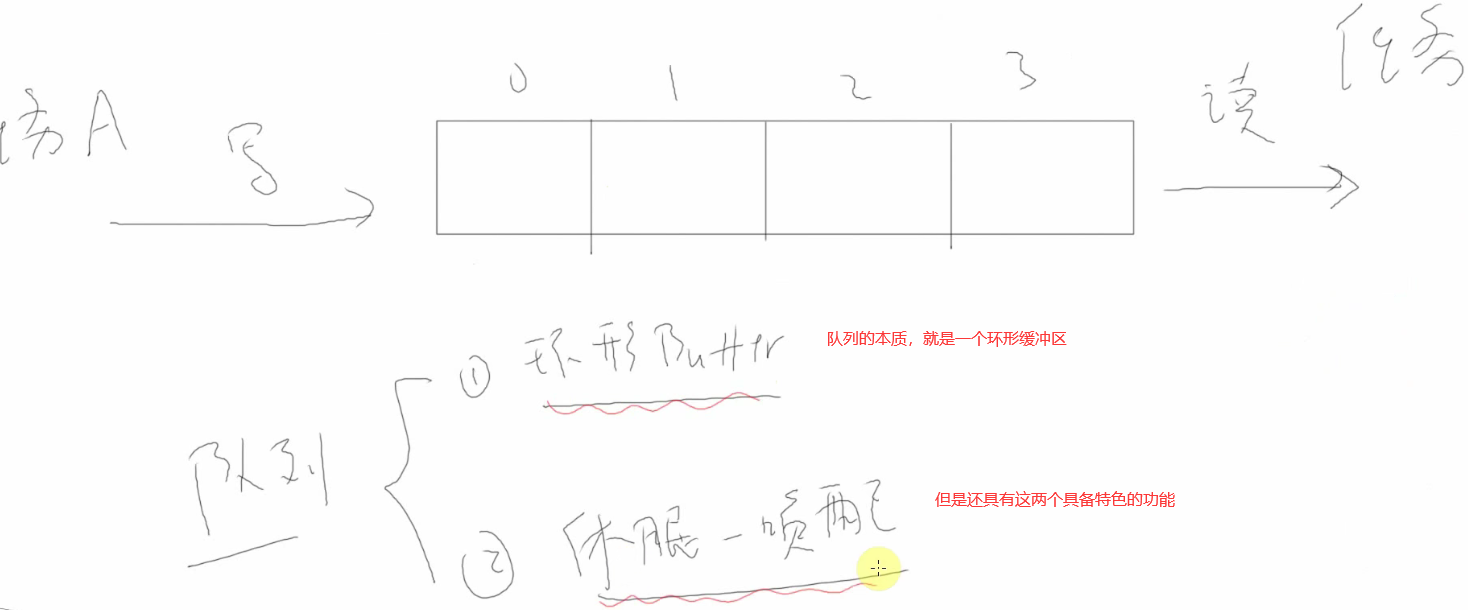 0 1 2 3
任务
务A
写
读
① 环形Buffer
队列的本质，就是一个环形缓冲区
队列
② 休眠-唤醒
但是还具有这两个具备特色的功能